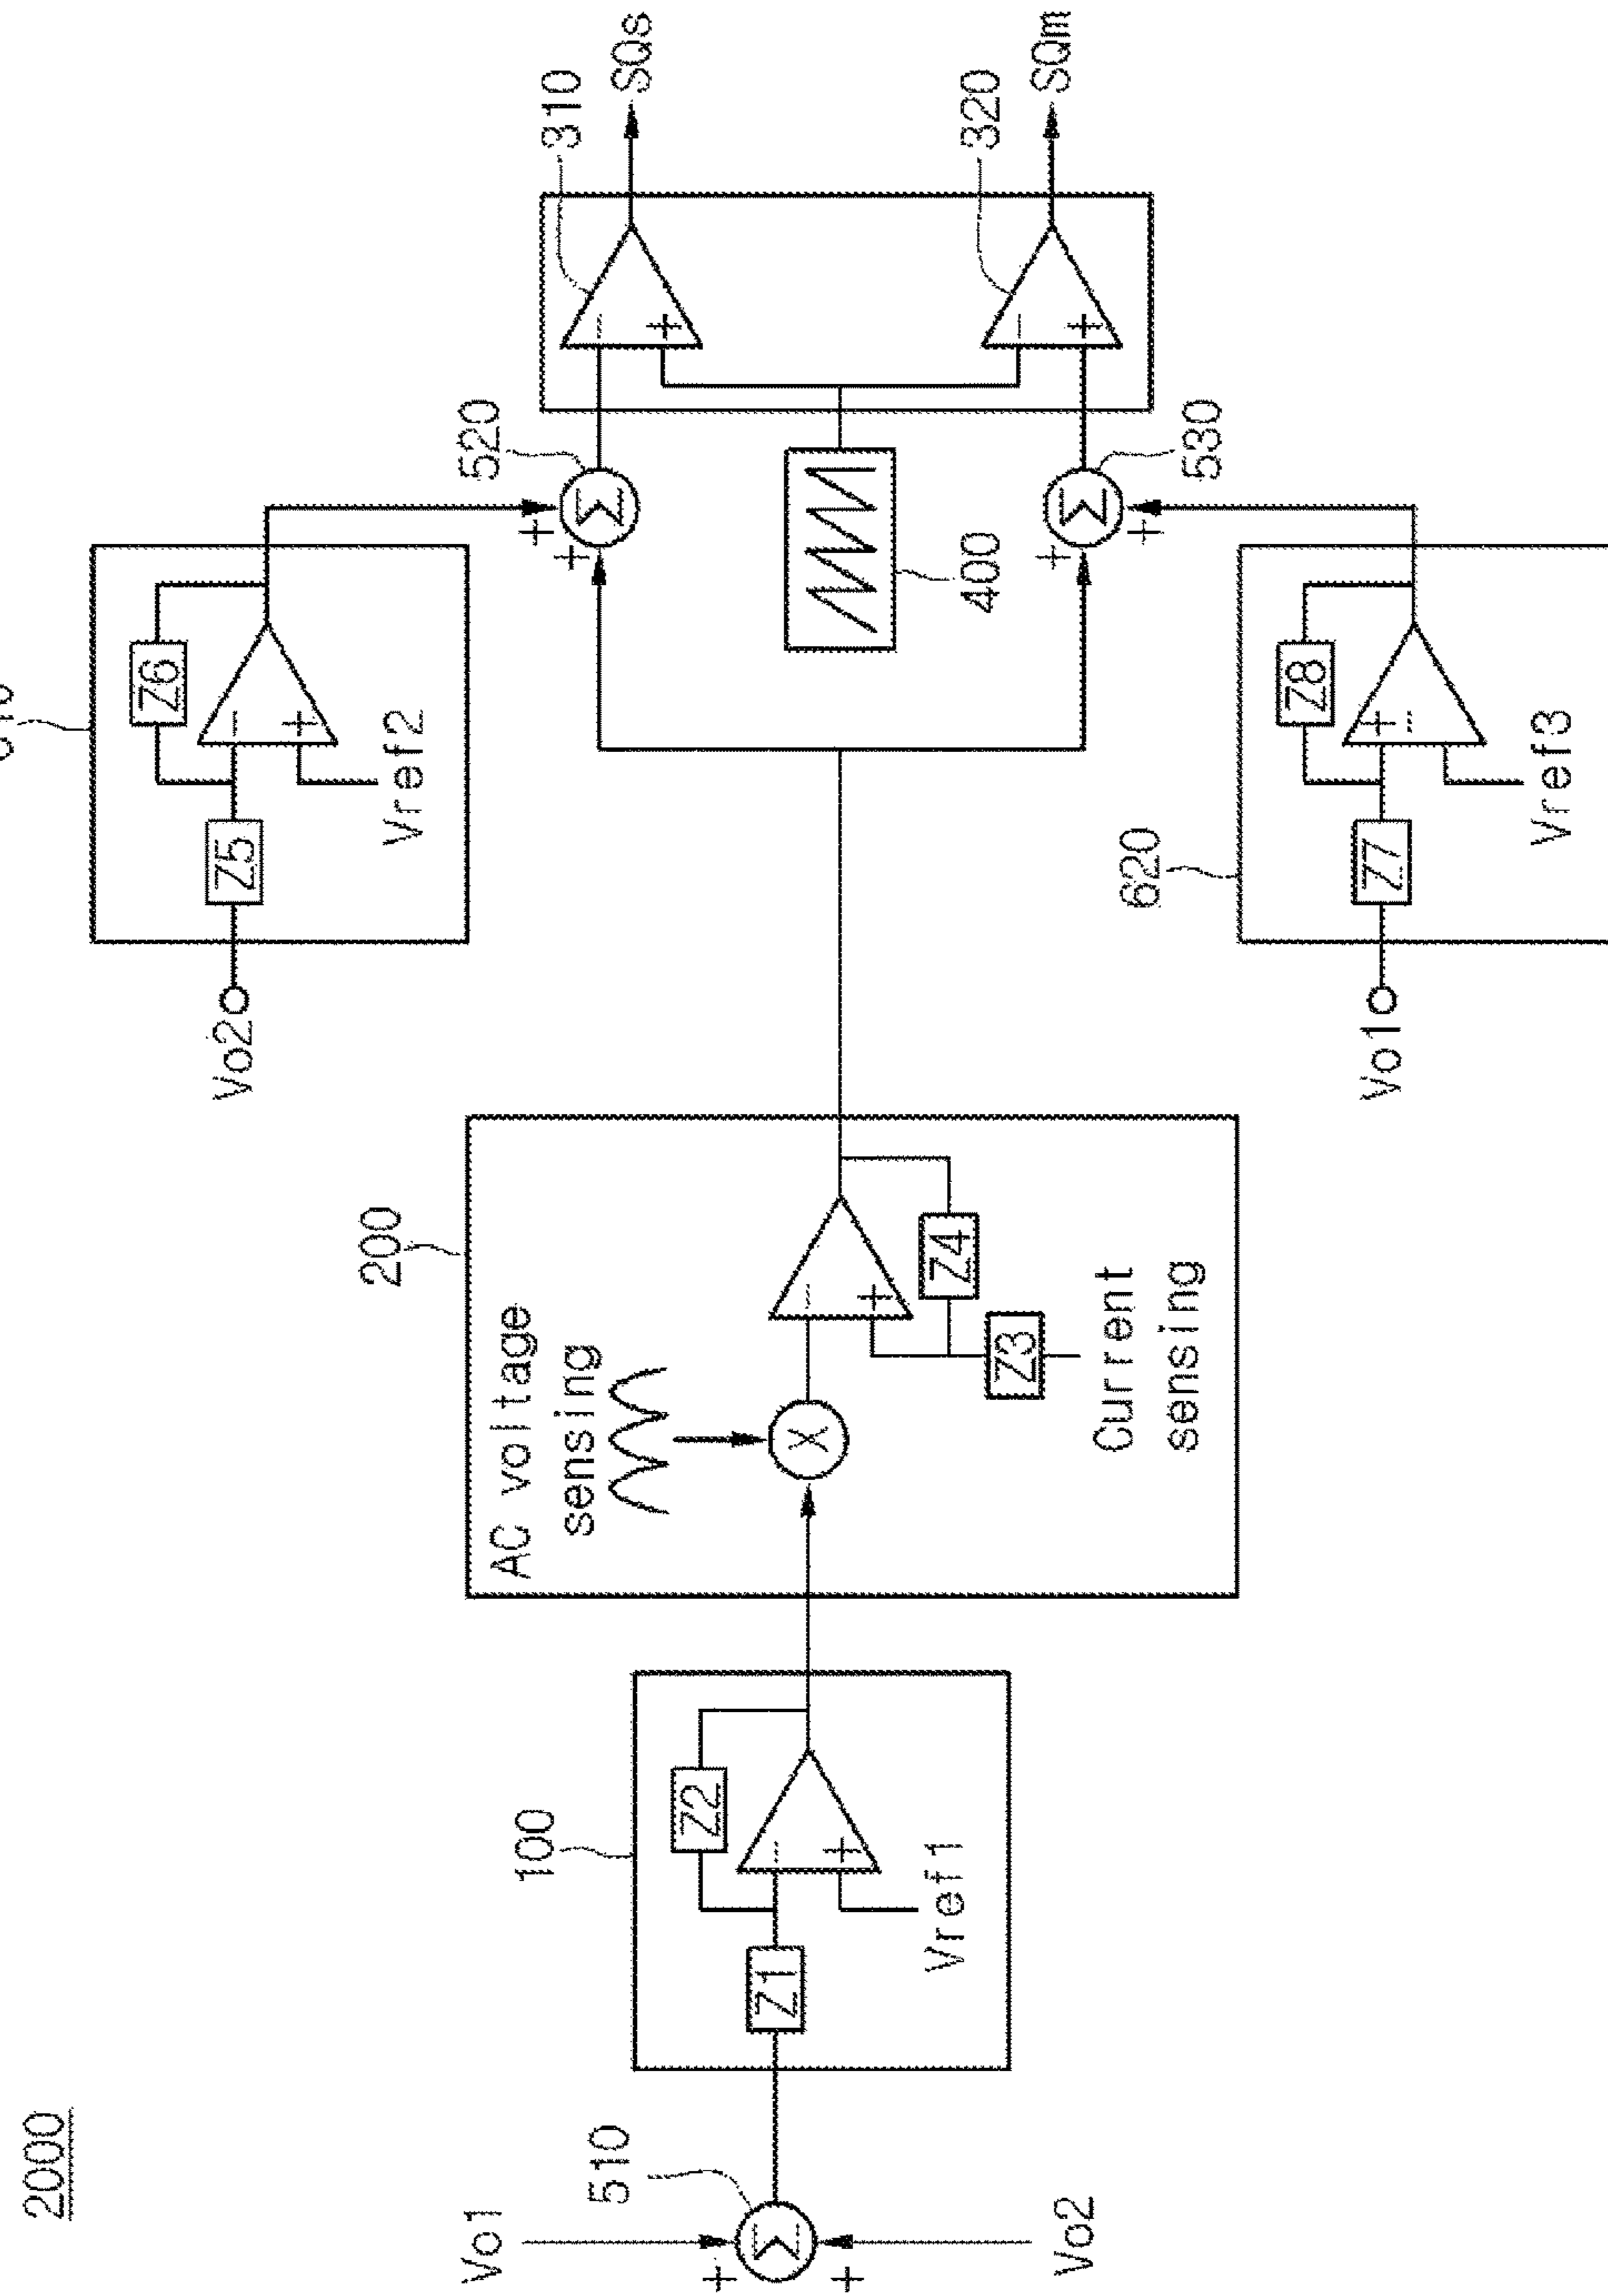 2000
Vo1
+
510
Σ
+
Vo2
100
Z1
Z2
−
+
Vref1
200
AC voltage
sensing
X
−
+
Z4
Z3
Current
sensing
Vo2
Z5
Z6
−
+
Vref2
Vo1
620
Z7
Z8
+
−
Vref3
520
+
+
Σ
400
530
+
+
Σ
310
−
+
SQs
320
−
+
SQm